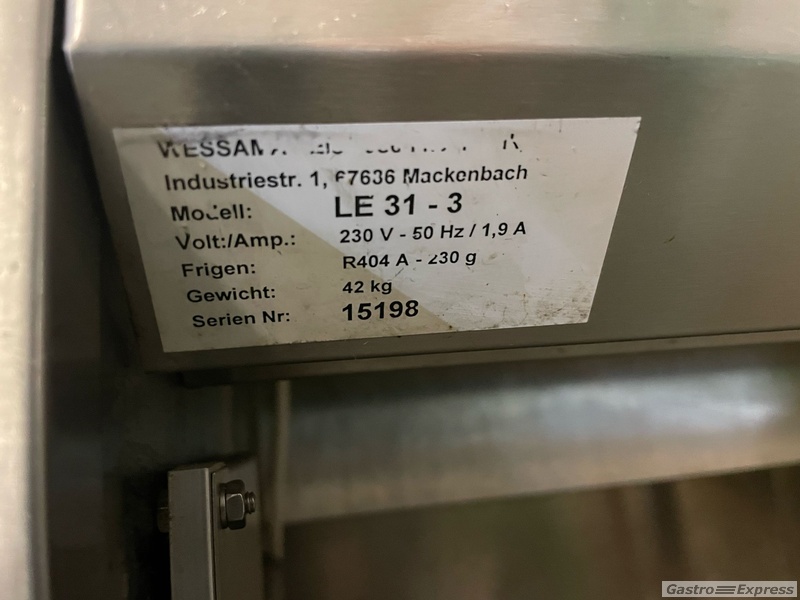 Industriestr. 1, 67636 Mackenbach
Modell: LE 31 - 3
Volt:/Amp.: 230 V - 50 Hz / 1,9 A
Frigen: R404 A - 230 g
Gewicht: 42 kg
Serien Nr: 15198
Gastro Express